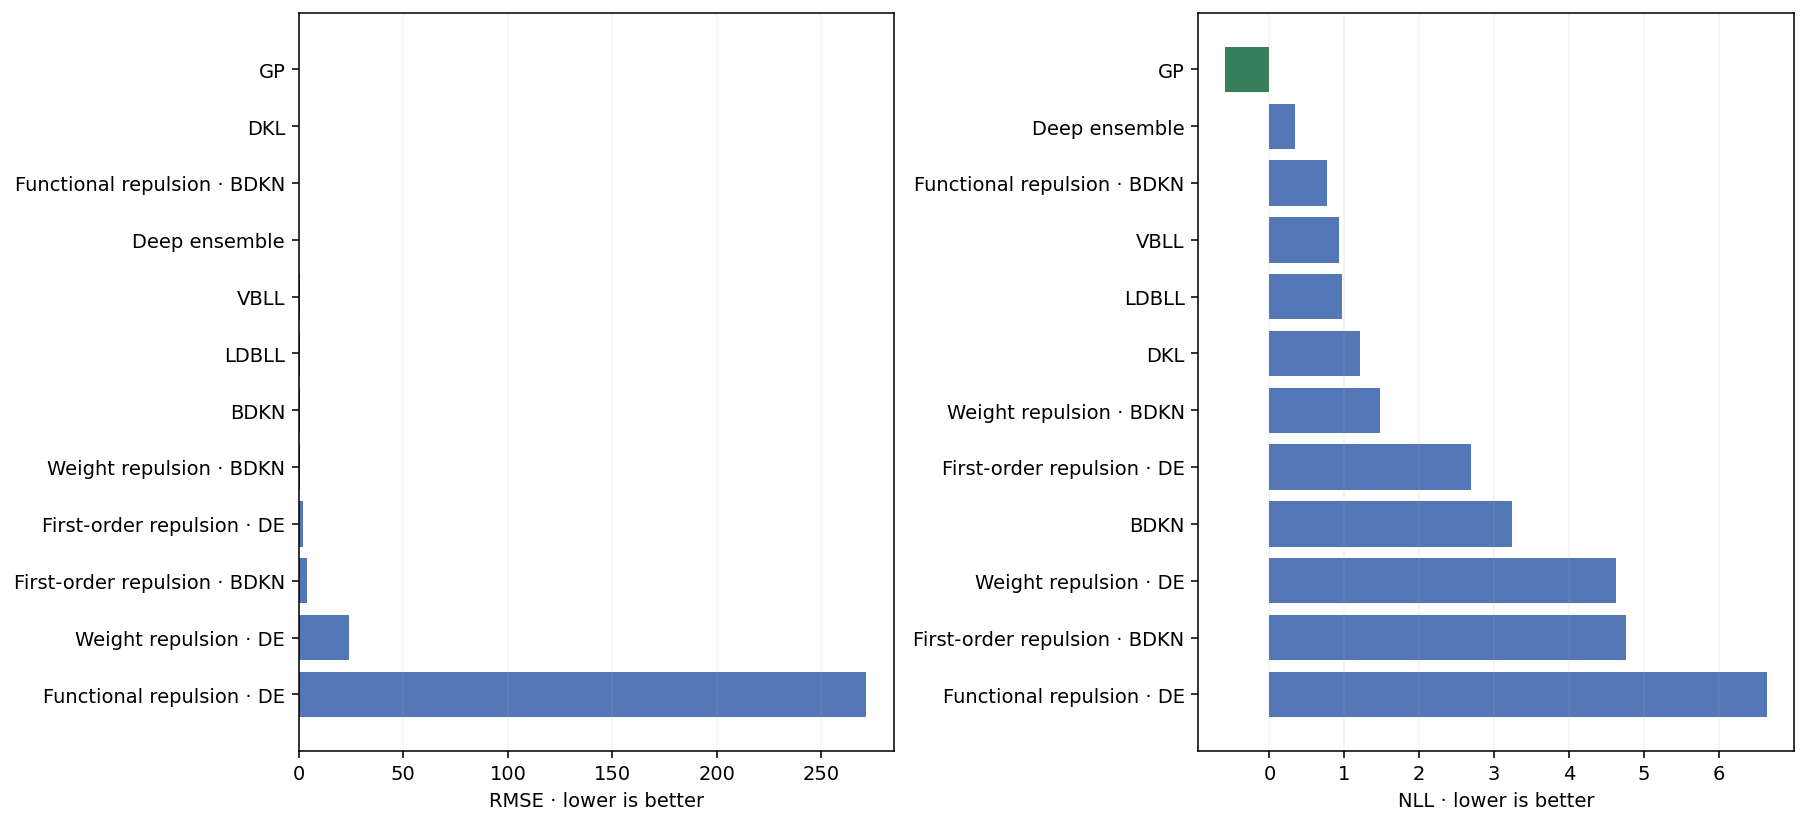 GP
DKL
Functional repulsion · BDKN
Deep ensemble
VBLL
LDBLL
BDKN
Weight repulsion · BDKN
First-order repulsion · DE
First-order repulsion · BDKN
Weight repulsion · DE
Functional repulsion · DE
0 50 100 150 200 250
RMSE · lower is better
GP
Deep ensemble
Functional repulsion · BDKN
VBLL
LDBLL
DKL
Weight repulsion · BDKN
First-order repulsion · DE
BDKN
Weight repulsion · DE
First-order repulsion · BDKN
Functional repulsion · DE
0 1 2 3 4 5 6
NLL · lower is better